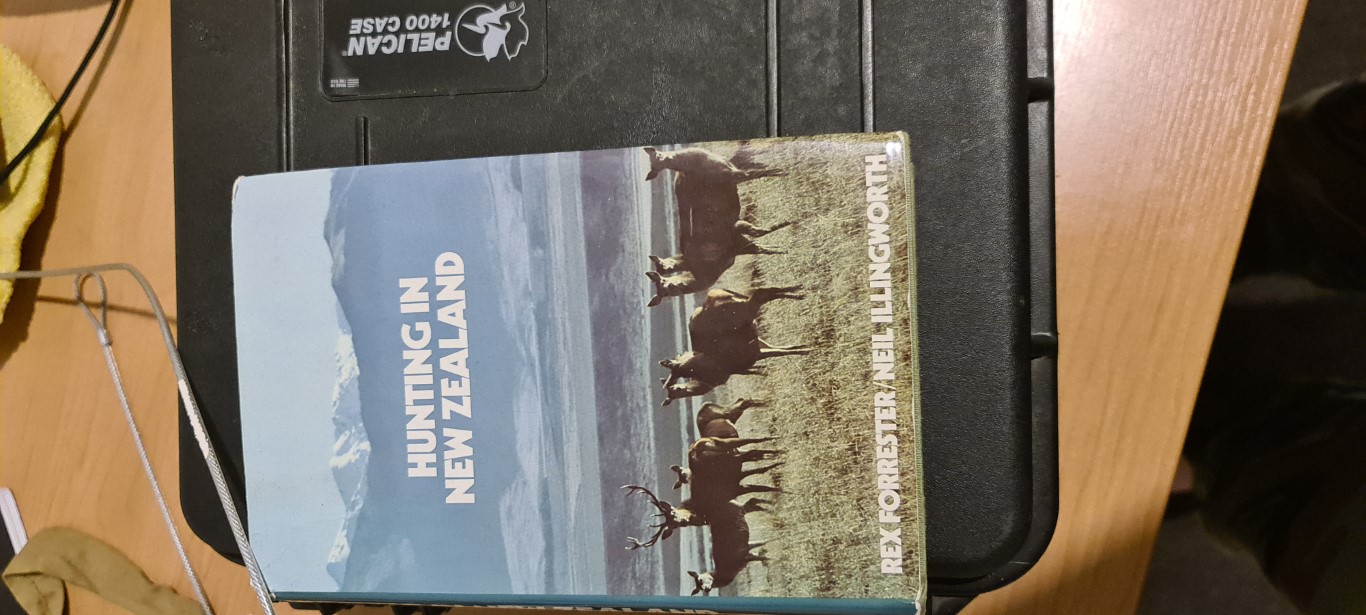 PELICAN
1400 CASE
HUNTING IN
NEW ZEALAND
REX FORRESTER/NEIL ILLINGWORTH